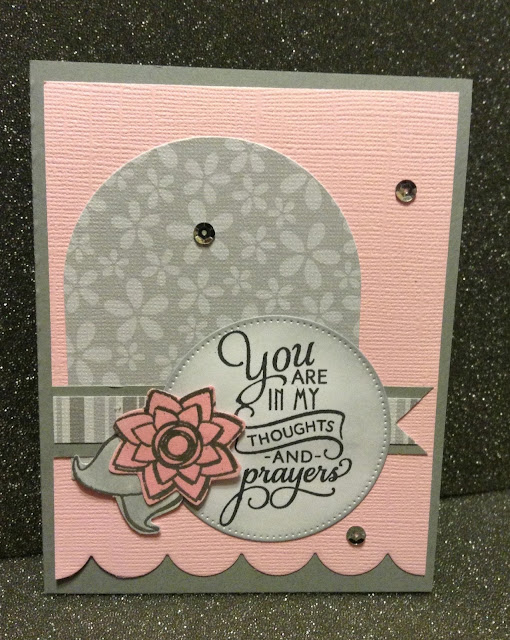 You
ARE
IN MY
THOUGHTS
-AND-
prayers